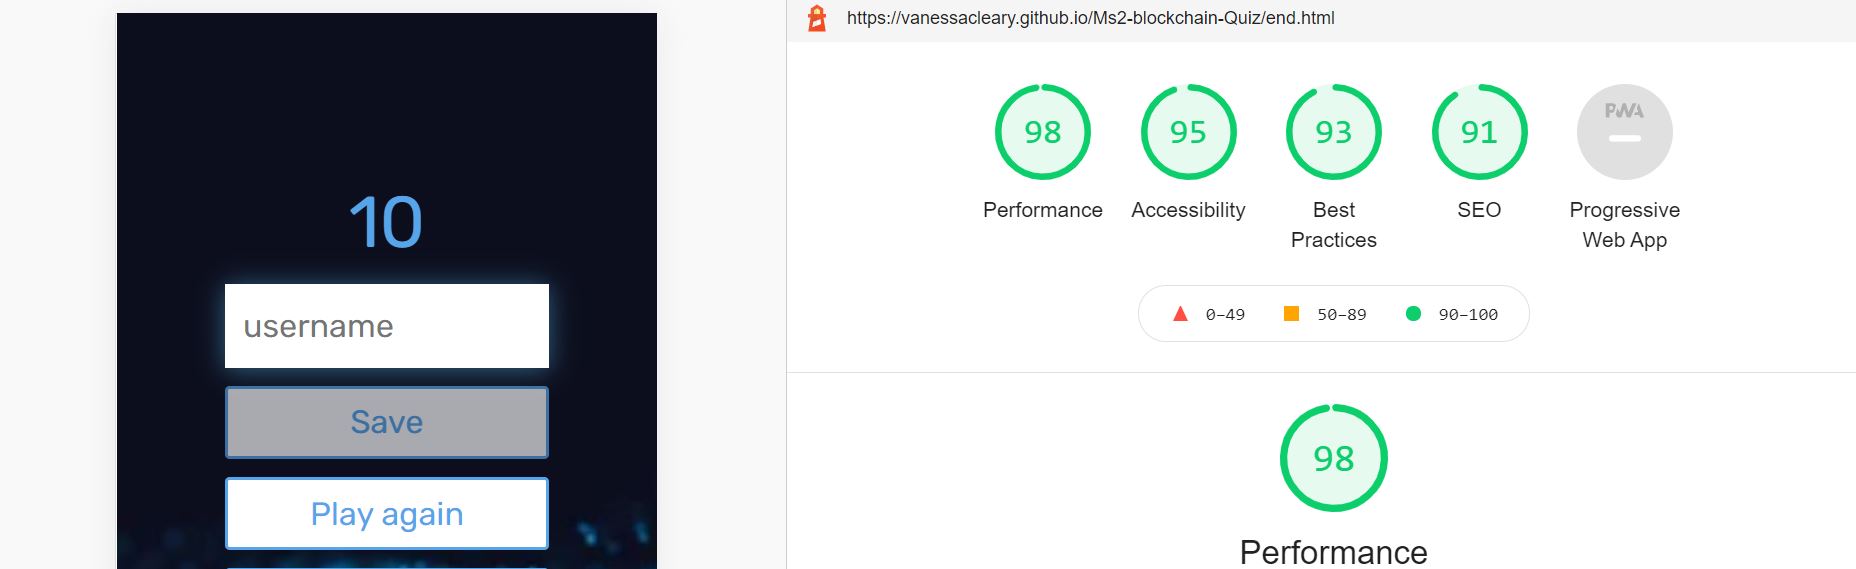 10
username
Save
Play again
https://vanessacleary.github.io/Ms2-blockchain-Quiz/end.html
98
95
93
91
PWA
Performance
Accessibility
Best
Practices
SEO
Progressive
Web App
0–49
50–89
90–100
98
Performance